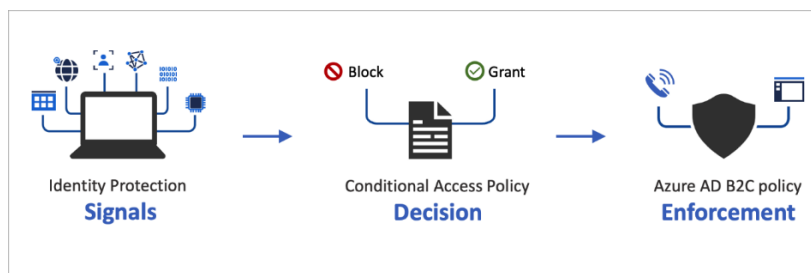 Block
Grant
Identity Protection
Signals
Conditional Access Policy
Decision
Azure AD B2C policy
Enforcement